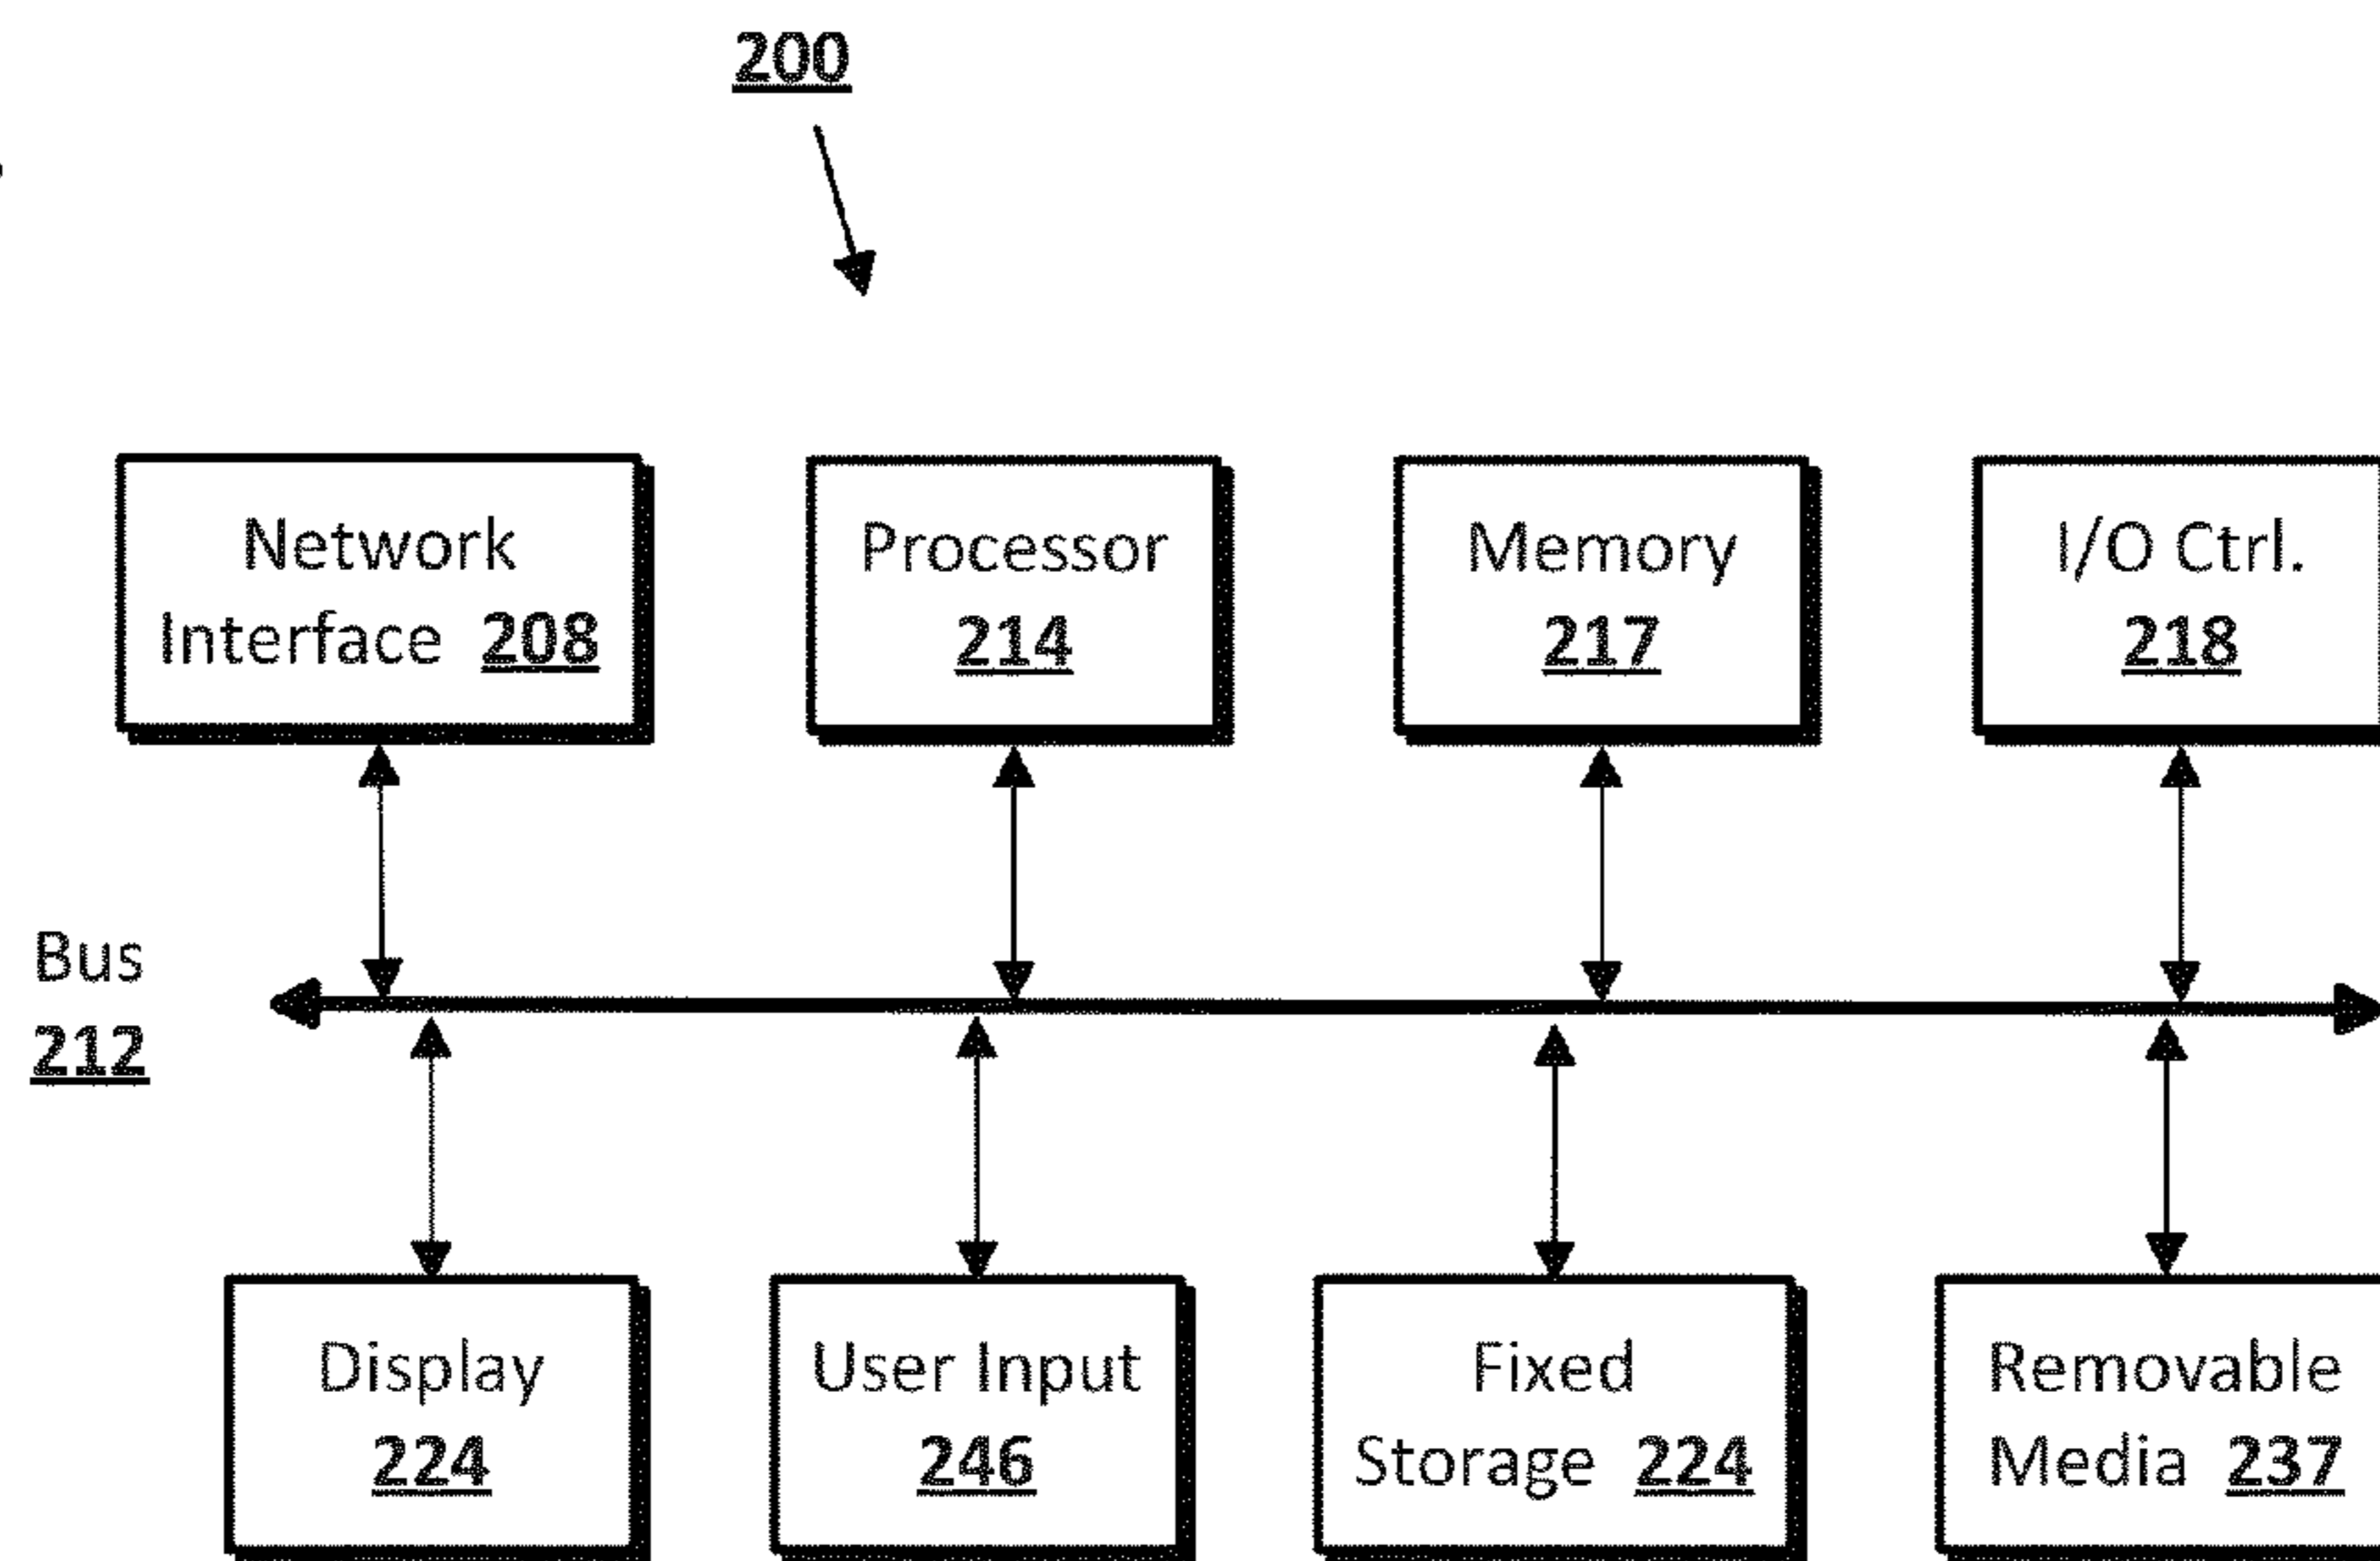 200
Network
Interface 208
Processor
214
Memory
217
I/O Ctrl.
218
Bus
212
Display
224
User Input
246
Fixed
Storage 224
Removable
Media 237